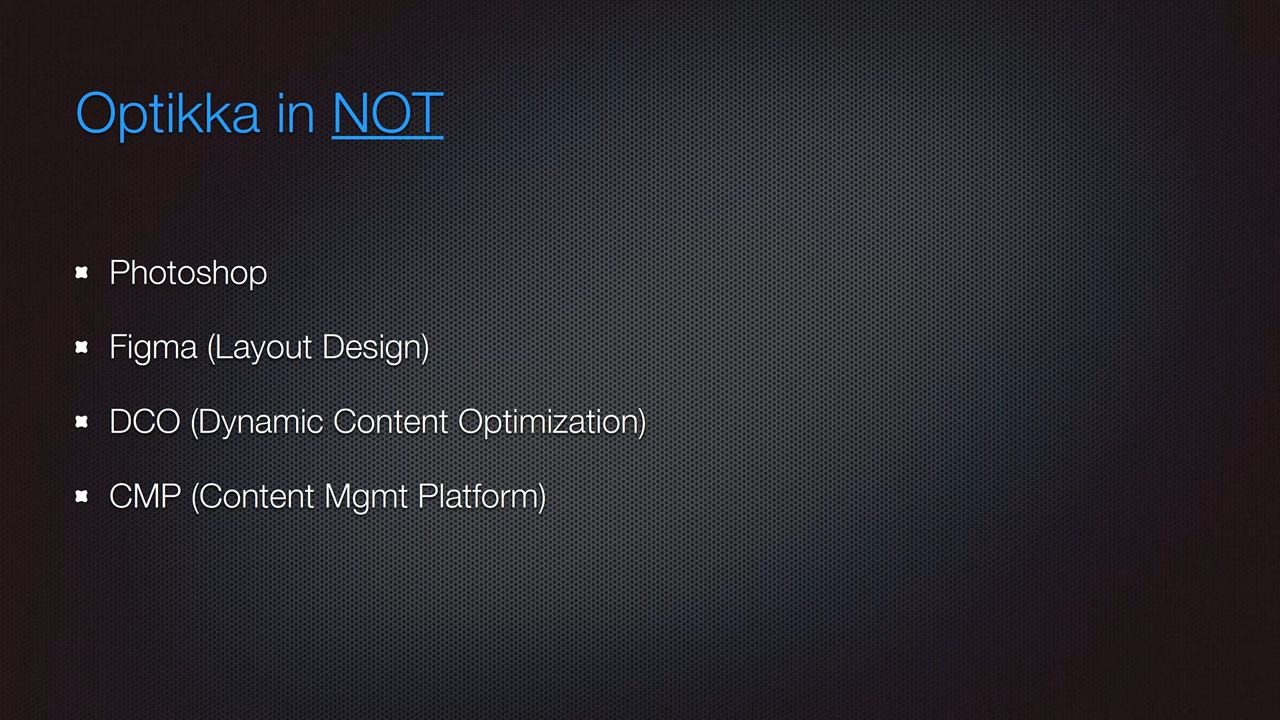 Optikka in NOT
Photoshop
Figma (Layout Design)
DCO (Dynamic Content Optimization)
CMP (Content Mgmt Platform)